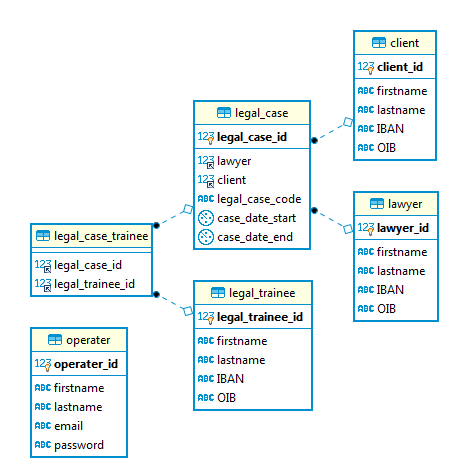 client
123 client_id
ABC firstname
ABC lastname
ABC IBAN
ABC OIB
legal_case
123 legal_case_id
123 lawyer
123 client
ABC legal_case_code
case_date_start
case_date_end
lawyer
123 lawyer_id
ABC firstname
ABC lastname
ABC IBAN
ABC OIB
legal_case_trainee
123 legal_case_id
123 legal_trainee_id
legal_trainee
123 legal_trainee_id
ABC firstname
ABC lastname
ABC IBAN
ABC OIB
operater
123 operater_id
ABC firstname
ABC lastname
ABC email
ABC password